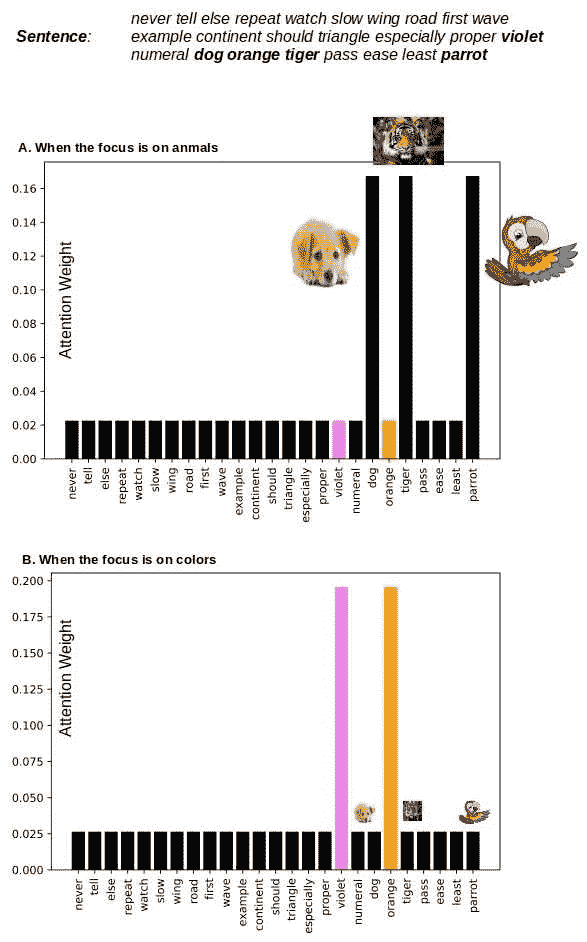 Sentence:
never tell else repeat watch slow wing road first wave
example continent should triangle especially proper violet
numeral dog orange tiger pass ease least parrot
A. When the focus is on anmals
Attention Weight
0.16
0.14
0.12
0.10
0.08
0.06
0.04
0.02
0.00
never
tell
else
repeat
watch
slow
wing
road
first
wave
example
continent
should
triangle
especially
proper
violet
numeral
dog
orange
tiger
pass
ease
least
parrot
B. When the focus is on colors
Attention Weight
0.200
0.175
0.150
0.125
0.100
0.075
0.050
0.025
0.000
never
tell
else
repeat
watch
slow
wing
road
first
wave
example
continent
should
triangle
especially
proper
violet
numeral
dog
orange
tiger
pass
ease
least
parrot